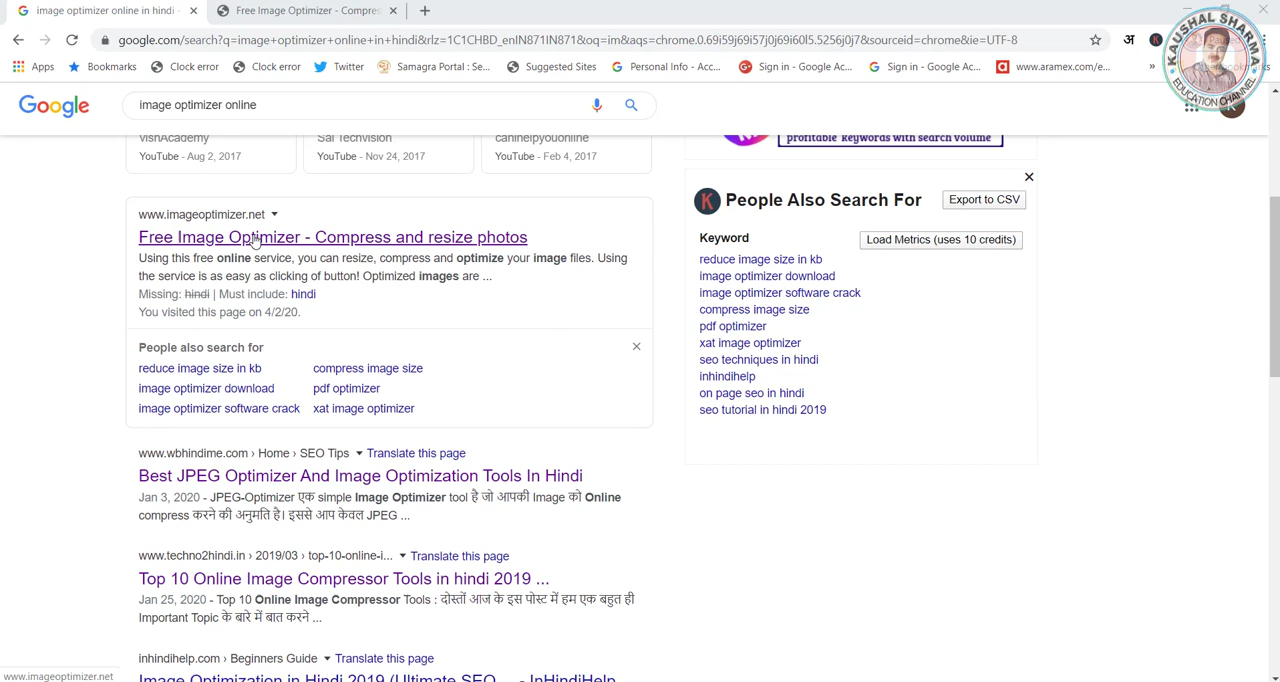 image optimizer online in hindi
Free Image Optimizer - Compres
google.com/search?q=image+optimizer+online+in+hindi&rlz=1C1CHBD_enIN871IN871&oq=im&aqs=chrome.0.69i59j69i57j0j69i60l5.5256j0j7&sourceid=chrome&ie=UTF-8
Apps Bookmarks Clock error Clock error Twitter Samagra Portal : Se... Suggested Sites Personal Info - Acc... Sign in - Google Ac... Sign in - Google Ac... www.aramex.com/e... »
KAUSHAL SHARMA
EDUCATION CHANNEL
Google
image optimizer online
vishAcademy
YouTube - Aug 2, 2017
Sai Techvision
YouTube - Nov 24, 2017
canihelpyouonline
YouTube - Feb 4, 2017
www.imageoptimizer.net
Free Image Optimizer - Compress and resize photos
Using this free online service, you can resize, compress and optimize your image files. Using
the service is as easy as clicking of button! Optimized images are ...
Missing: hindi | Must include: hindi
You visited this page on 4/2/20.
People also search for
reduce image size in kb compress image size
image optimizer download pdf optimizer
image optimizer software crack xat image optimizer
www.wbhindime.com › Home › SEO Tips Translate this page
Best JPEG Optimizer And Image Optimization Tools In Hindi
Jan 3, 2020 - JPEG-Optimizer एक simple Image Optimizer tool है जो आपकी Image को Online
compress करने की अनुमति है। इससे आप केवल JPEG ...
www.techno2hindi.in › 2019/03 › top-10-online-i... Translate this page
Top 10 Online Image Compressor Tools in hindi 2019 ...
Jan 25, 2020 - Top 10 Online Image Compressor Tools : दोस्तों आज के इस पोस्ट में हम एक बहुत ही
Important Topic के बारे में बात करने ...
inhindihelp.com › Beginners Guide Translate this page
Image Optimization in Hindi 2019 (Ultimate SEO ... - InHindiHelp
profitable keywords with search volume
K People Also Search For
Export to CSV
Keyword
Load Metrics (uses 10 credits)
reduce image size in kb
image optimizer download
image optimizer software crack
compress image size
pdf optimizer
xat image optimizer
seo techniques in hindi
inhindihelp
on page seo in hindi
seo tutorial in hindi 2019
www.imageoptimizer.net